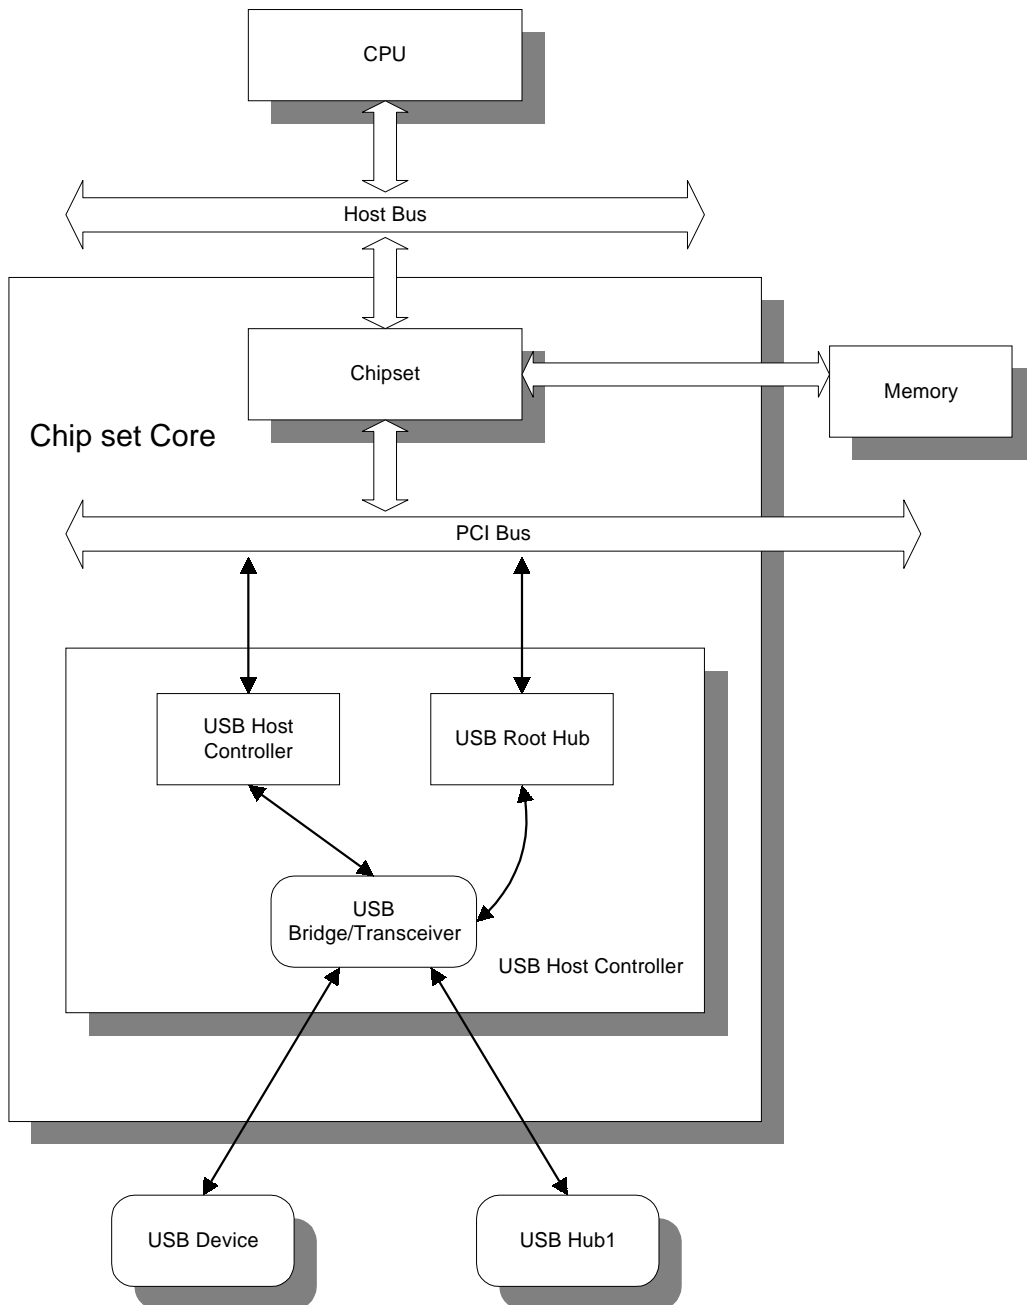 CPU
Host Bus
Chipset
Memory
Chip set Core
PCI Bus
USB Host
Controller
USB Root Hub
USB
Bridge/Transceiver
USB Host Controller
USB Device
USB Hub1